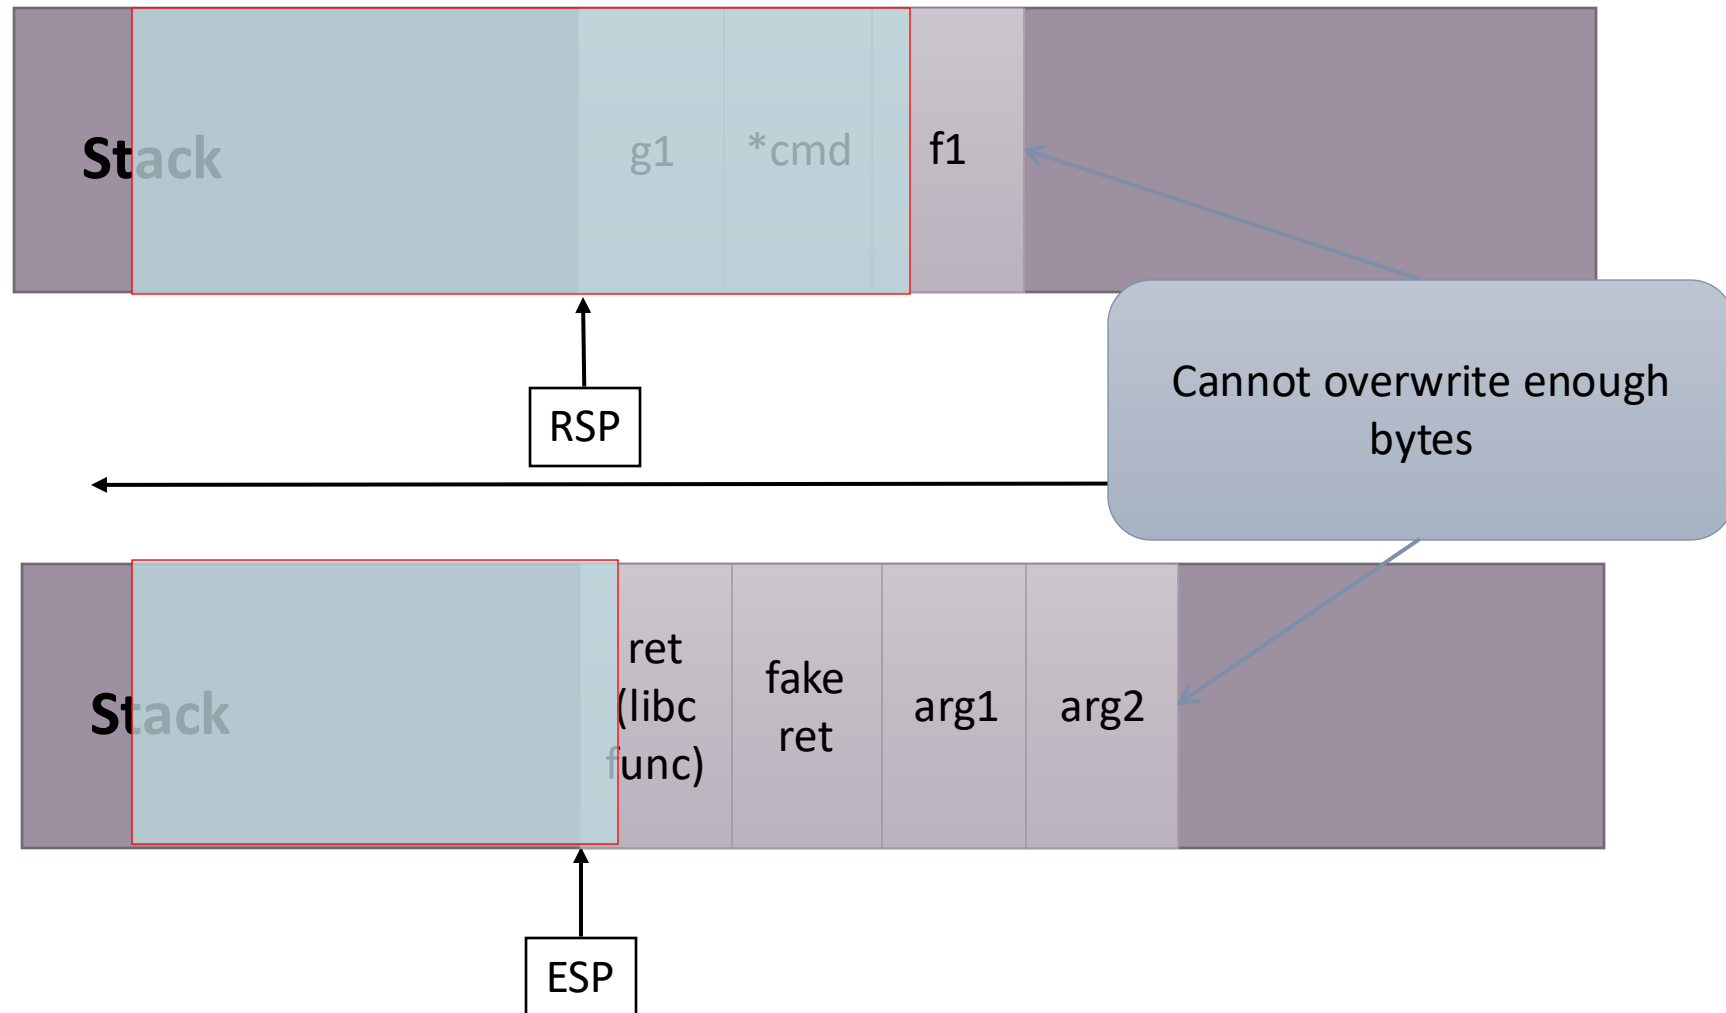 Stack
g1
*cmd
f1
RSP
Cannot overwrite enough
bytes
Stack
ret
(libc
func)
fake
ret
arg1
arg2
ESP